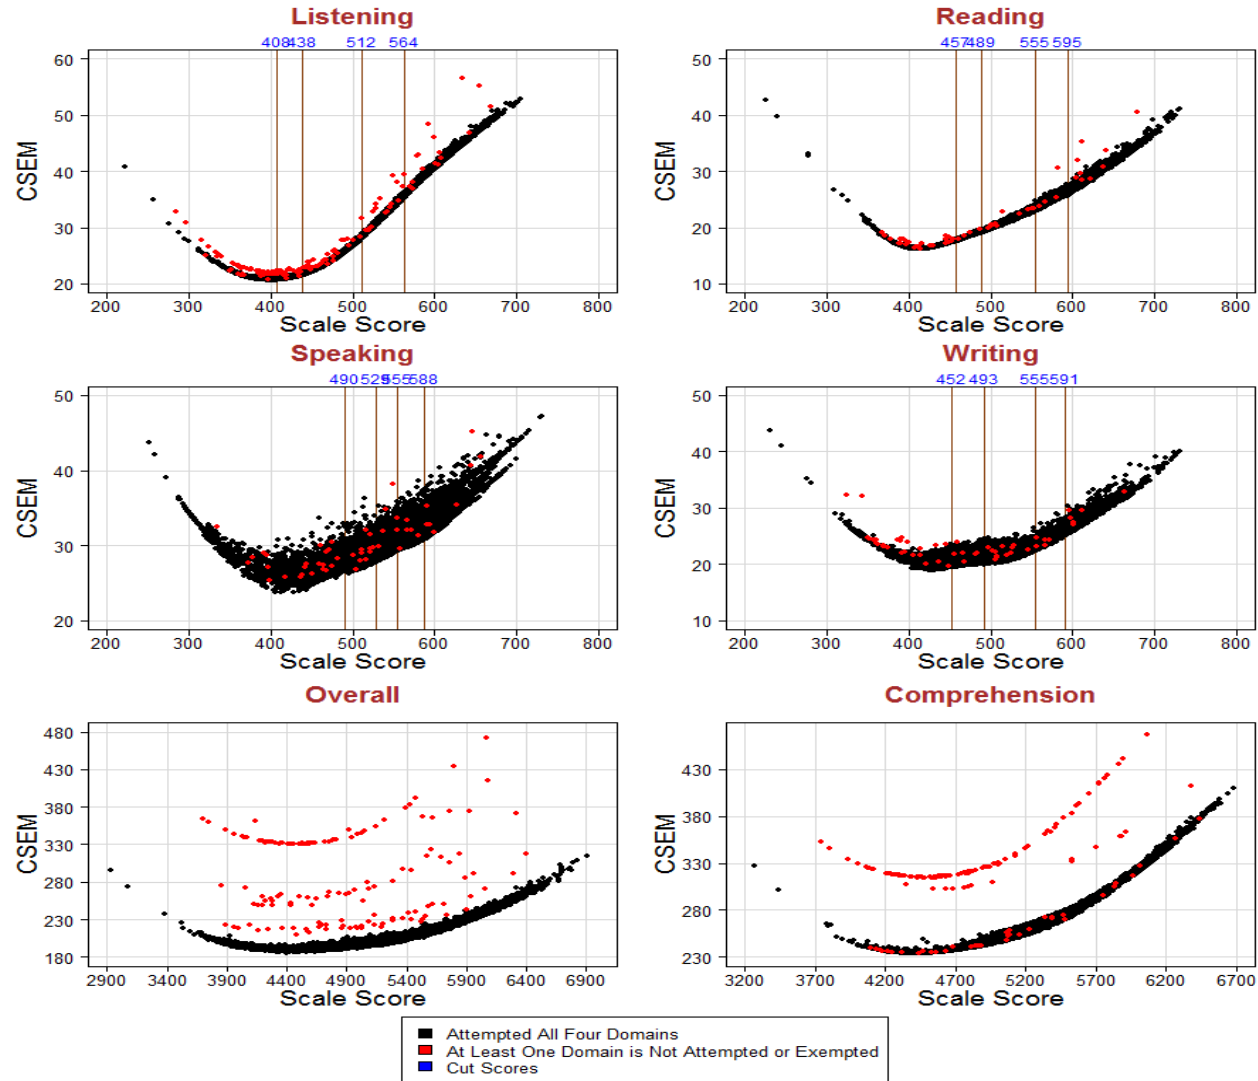 Listening
408 438 512 564
CSEM
60
50
40
30
20
200 300 400 500 600 700 800
Scale Score
Reading
457 489 555 595
CSEM
50
40
30
20
10
200 300 400 500 600 700 800
Scale Score
Speaking
490 529 555 588
CSEM
50
40
30
20
200 300 400 500 600 700 800
Scale Score
Writing
452 493 555 591
CSEM
50
40
30
20
10
200 300 400 500 600 700 800
Scale Score
Overall
CSEM
480
430
380
330
280
230
180
2900 3400 3900 4400 4900 5400 5900 6400 6900
Scale Score
Comprehension
CSEM
430
380
330
280
230
3200 3700 4200 4700 5200 5700 6200 6700
Scale Score
Attempted All Four Domains
At Least One Domain is Not Attempted or Exempted
Cut Scores